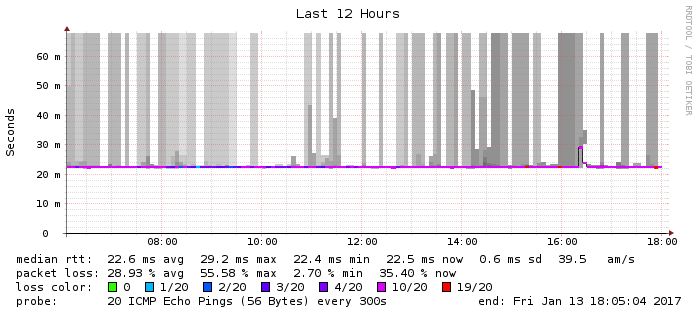 Last 12 Hours
RRDTOOL / TOBI OETIKER
Seconds
60 m
50 m
40 m
30 m
20 m
10 m
0
08:00 10:00 12:00 14:00 16:00 18:00
median rtt: 22.6 ms avg 29.2 ms max 22.4 ms min 22.5 ms now 0.6 ms sd 39.5 am/s
packet loss: 28.93 % avg 55.58 % max 2.70 % min 35.40 % now
loss color: 0 1/20 2/20 3/20 4/20 10/20 19/20
probe: 20 ICMP Echo Pings (56 Bytes) every 300s end: Fri Jan 13 18:05:04 2017